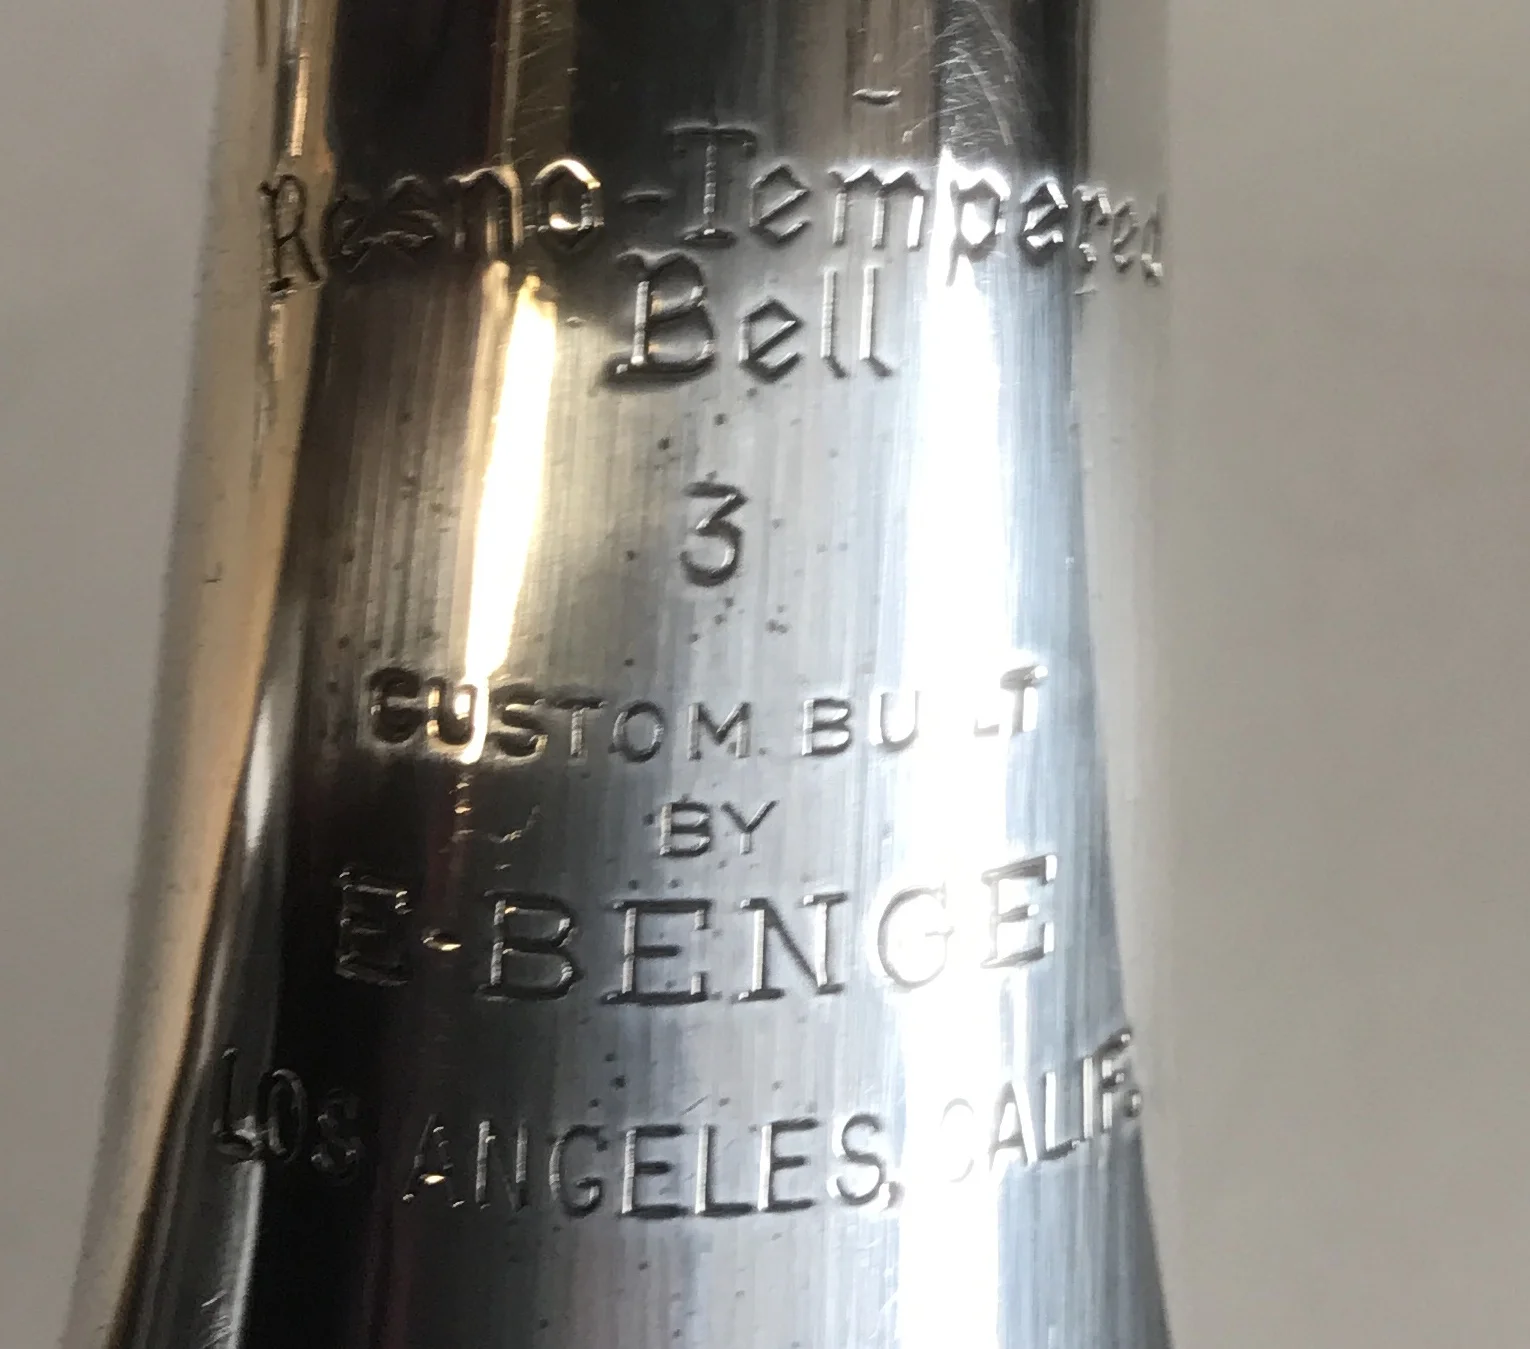 Resno-Tempered
Bell
3
CUSTOM BUILT
BY
E·BENGE
LOS ANGELES, CALIF.